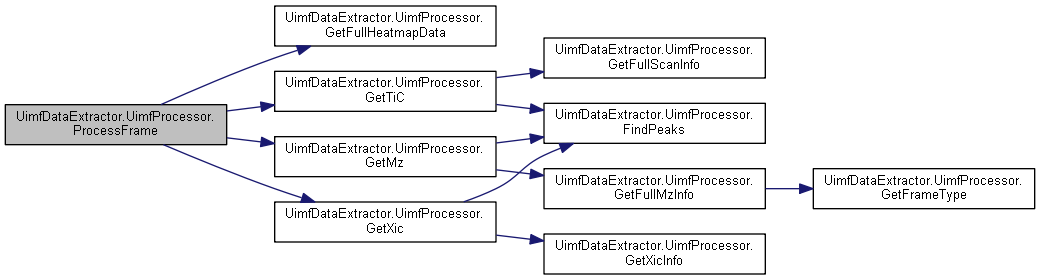 UimfDataExtractor.UimfProcessor.
ProcessFrame
UimfDataExtractor.UimfProcessor.
GetFullHeatmapData
UimfDataExtractor.UimfProcessor.
GetTiC
UimfDataExtractor.UimfProcessor.
GetMz
UimfDataExtractor.UimfProcessor.
GetXic
UimfDataExtractor.UimfProcessor.
GetFullScanInfo
UimfDataExtractor.UimfProcessor.
FindPeaks
UimfDataExtractor.UimfProcessor.
GetFullMzInfo
UimfDataExtractor.UimfProcessor.
GetXicInfo
UimfDataExtractor.UimfProcessor.
GetFrameType